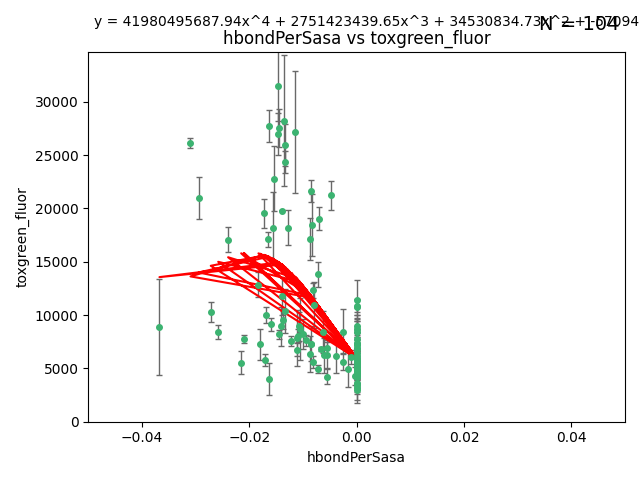 y = 41980495687.94x^4 + 2751423439.65x^3 + 34530834.73x^2 +
N = 104
hbondPerSasa vs toxgreen_fluor
toxgreen_fluor
30000
25000
20000
15000
10000
5000
0
−0.04
−0.02
0.00
0.02
0.04
hbondPerSasa